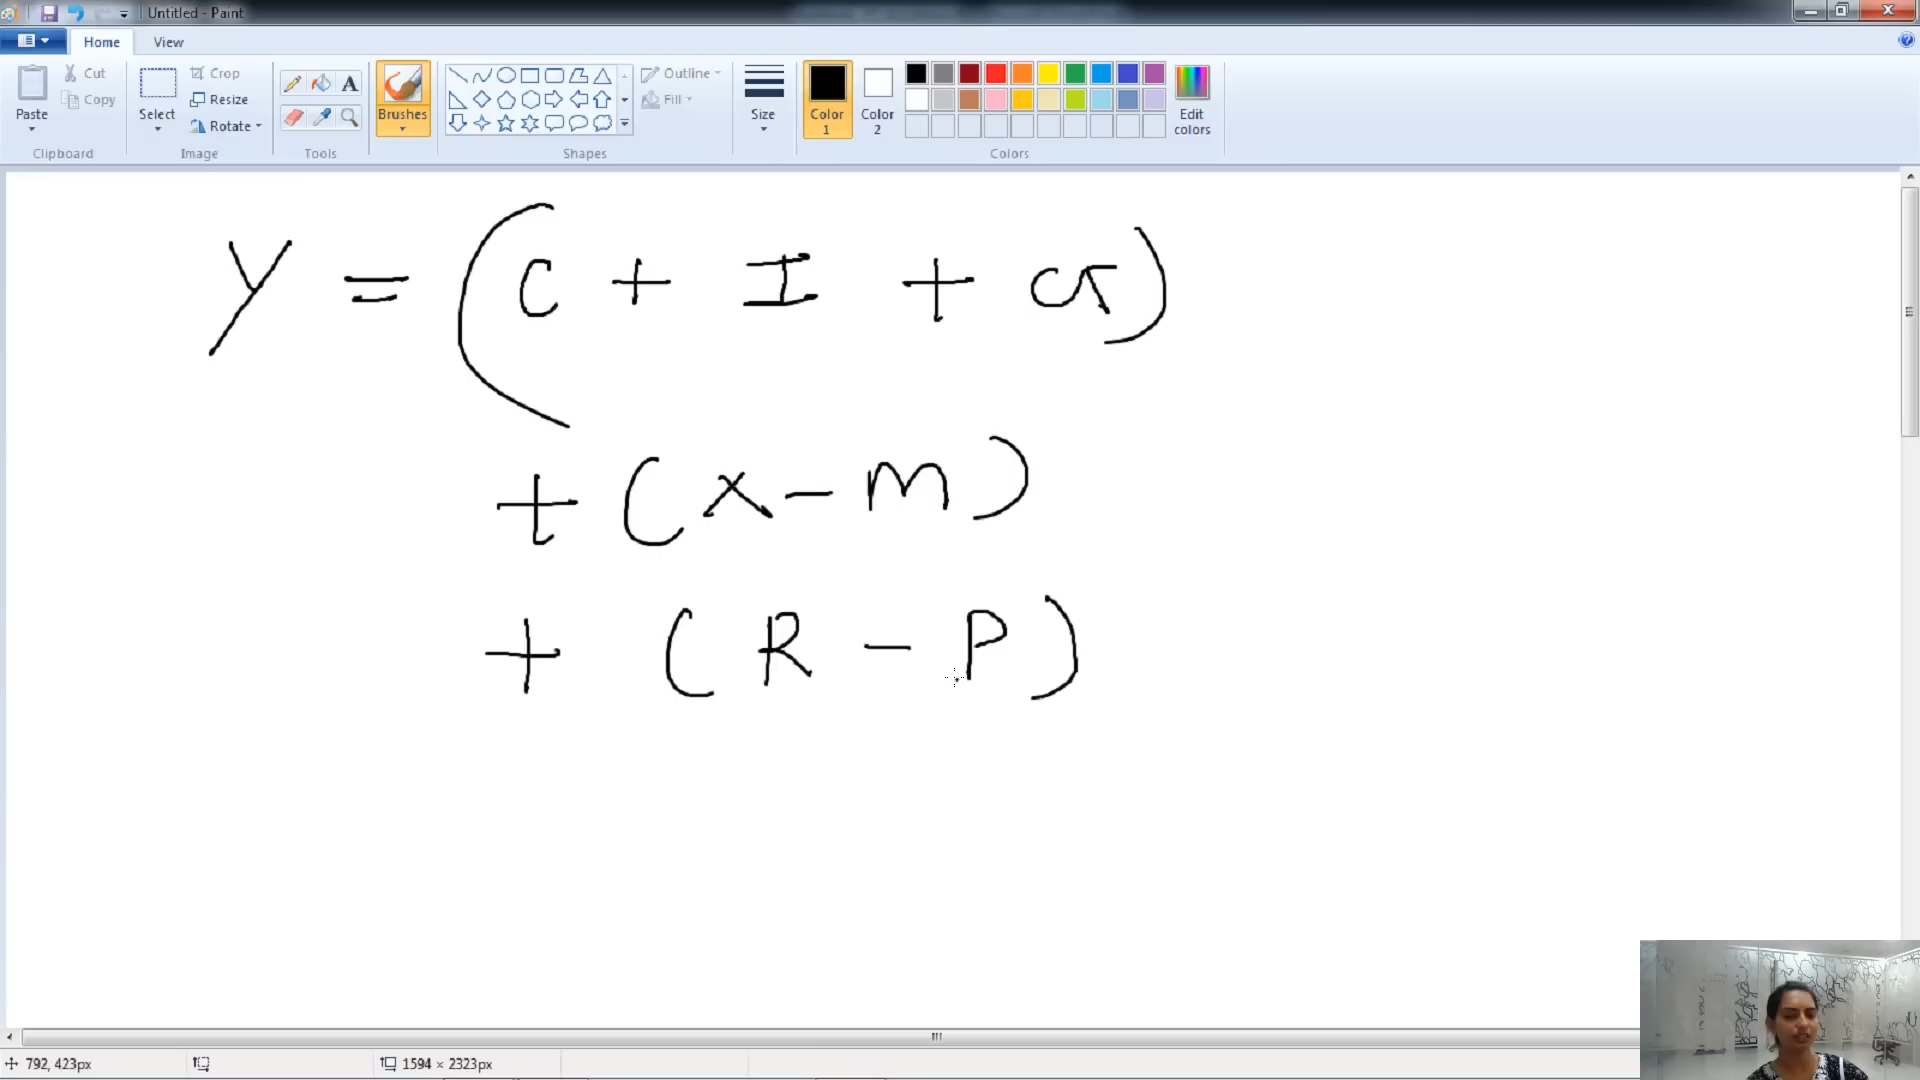 Untitled - Paint
Home View
Paste Cut Copy Select Crop Resize Rotate A Brushes Outline Fill Size Color 1 Color 2 Edit colors
Clipboard Image Tools Shapes Colors
Y = (C + I + G)
+ (X - M)
+ (R - P)
792, 423px 1594 × 2323px